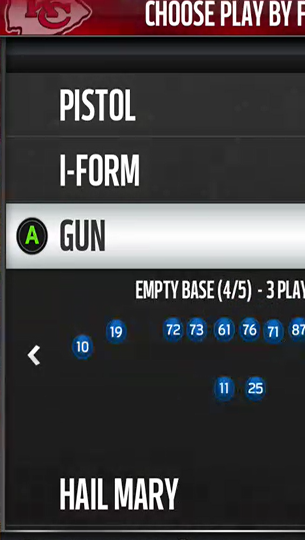 KC
CHOOSE PLAY BY F
PISTOL
I-FORM
A GUN
EMPTY BASE (4/5) - 3 PLAY
10 19 72 73 61 76 71 87
11 25
HAIL MARY